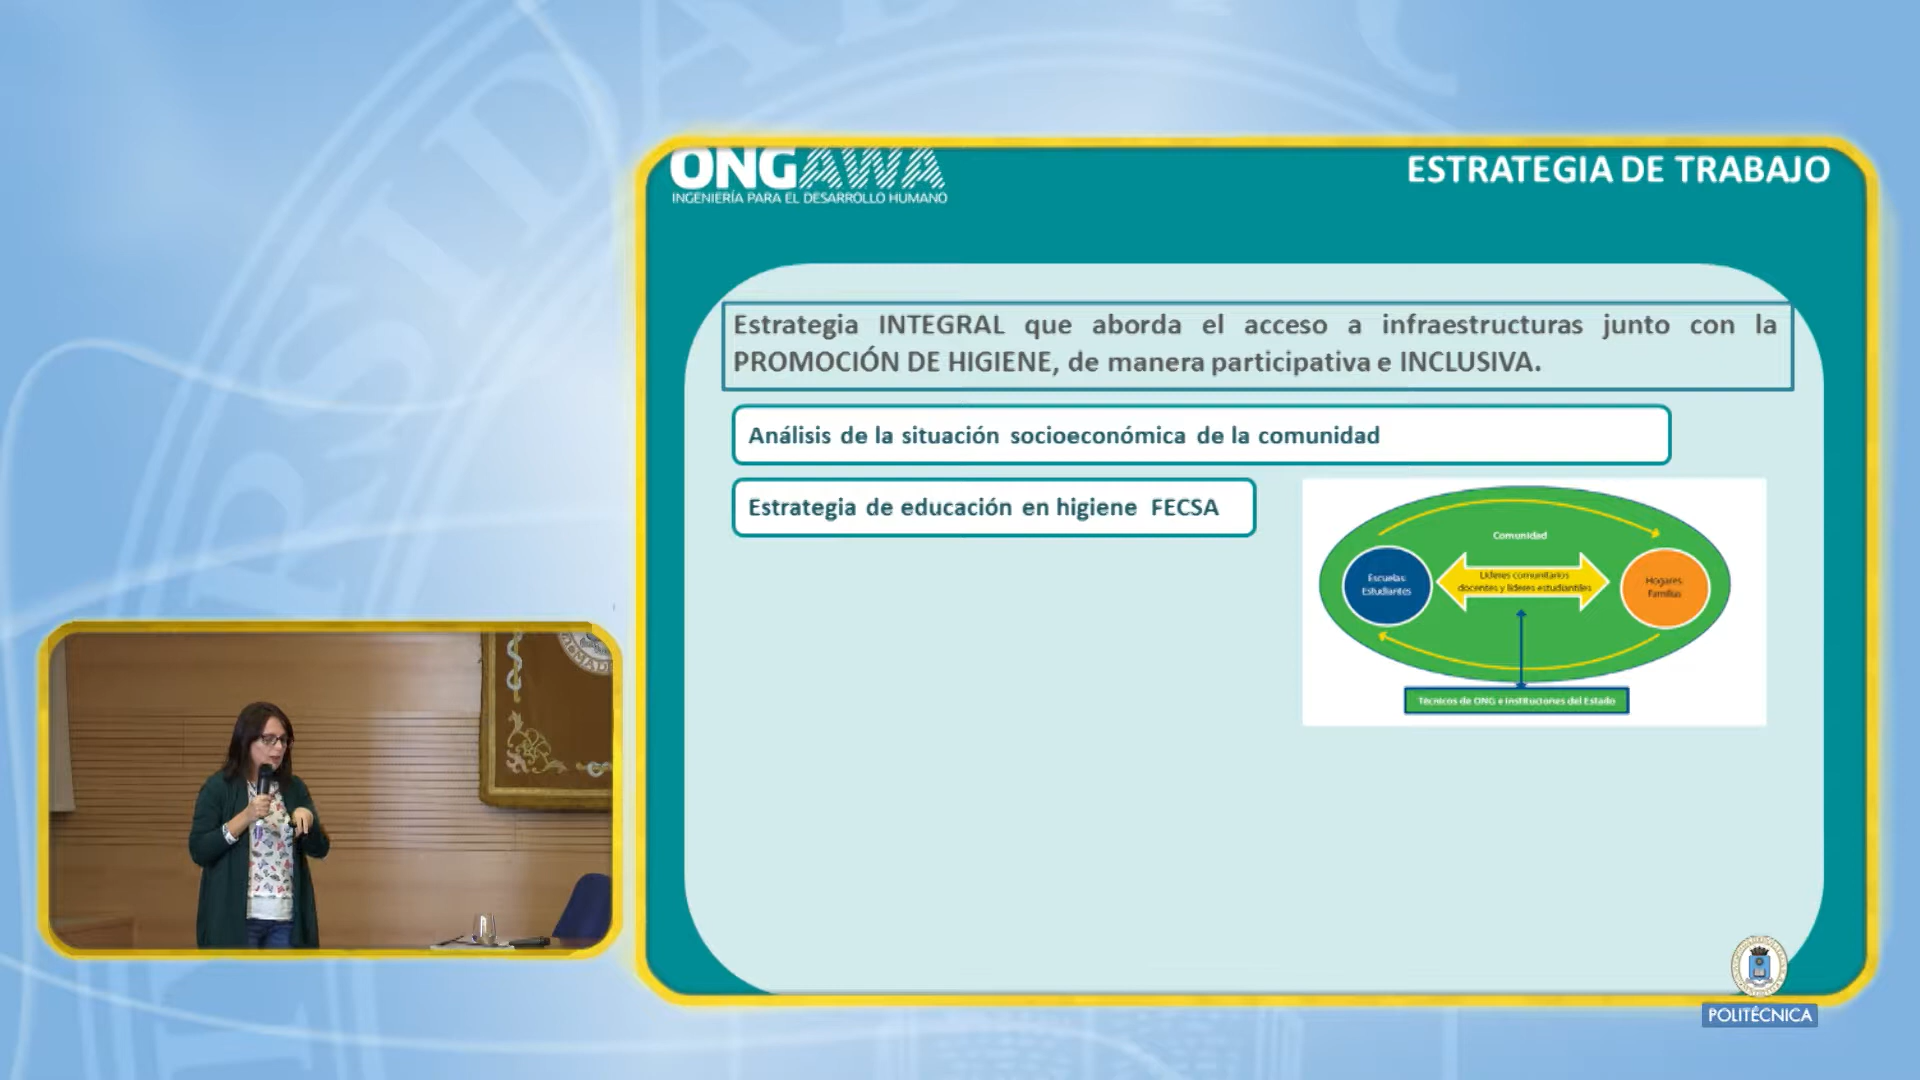 ONGAWA
INGENIERÍA PARA EL DESARROLLO HUMANO
ESTRATEGIA DE TRABAJO
Estrategia INTEGRAL que aborda el acceso a infraestructuras junto con la
PROMOCIÓN DE HIGIENE, de manera participativa e INCLUSIVA.
Análisis de la situación socioeconómica de la comunidad
Estrategia de educación en higiene FECSA
Comunidad
Escuelas
Estudiantes
Líderes comunitarios
docentes y líderes estudiantiles
Hogares
Familias
Técnicos de ONG e Instituciones del Estado
POLITÉCNICA